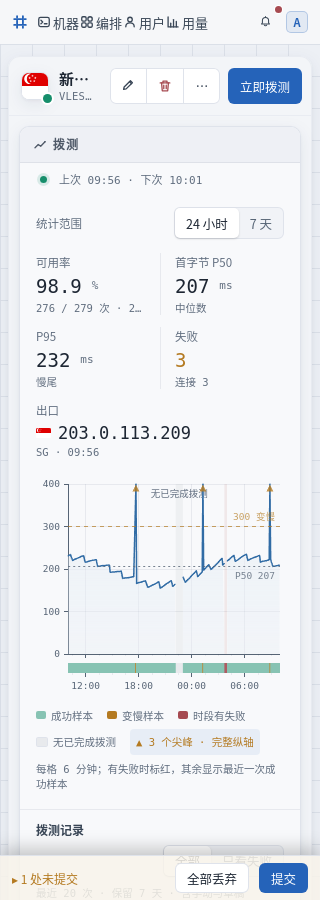 机器 编排 用户 用量 A
新…
VLES…
立即拨测
拨测
上次 09:56 · 下次 10:01
统计范围 24 小时 7 天
可用率 首字节 P50
98.9 % 207 ms
276 / 279 次 · 2… 中位数
P95 失败
232 ms 3
慢尾 连接 3
出口
203.0.113.209
SG · 09:56
400
无已完成拨测
300 变慢
300
200
P50 207
100
0
12:00 18:00 00:00 06:00
成功样本 变慢样本 时段有失败
无已完成拨测 ▲ 3 个尖峰 · 完整纵轴
每格 6 分钟；有失败时标红，其余显示最近一次成
功样本
拨测记录
全部 只看失败
▸ 1 处未提交 全部丢弃 提交